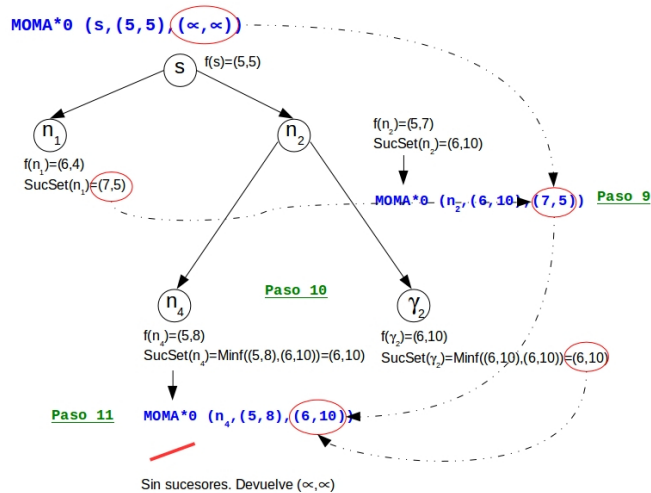 MOMA*0 (s,(5,5),(∝,∝))
s
f(s)=(5,5)
n1
n2
f(n1)=(6,4)
SucSet(n1)=(7,5)
f(n2)=(5,7)
SucSet(n2)=(6,10)
MOMA*0 (n2,(6,10),(7,5))
Paso 9
Paso 10
n4
γ2
f(n4)=(5,8)
SucSet(n4)=Minf((5,8),(6,10))=(6,10)
f(γ2)=(6,10)
SucSet(γ2)=Minf((6,10),(6,10))=(6,10)
Paso 11
MOMA*0 (n4,(5,8),(6,10))
Sin sucesores. Devuelve (∝,∝)